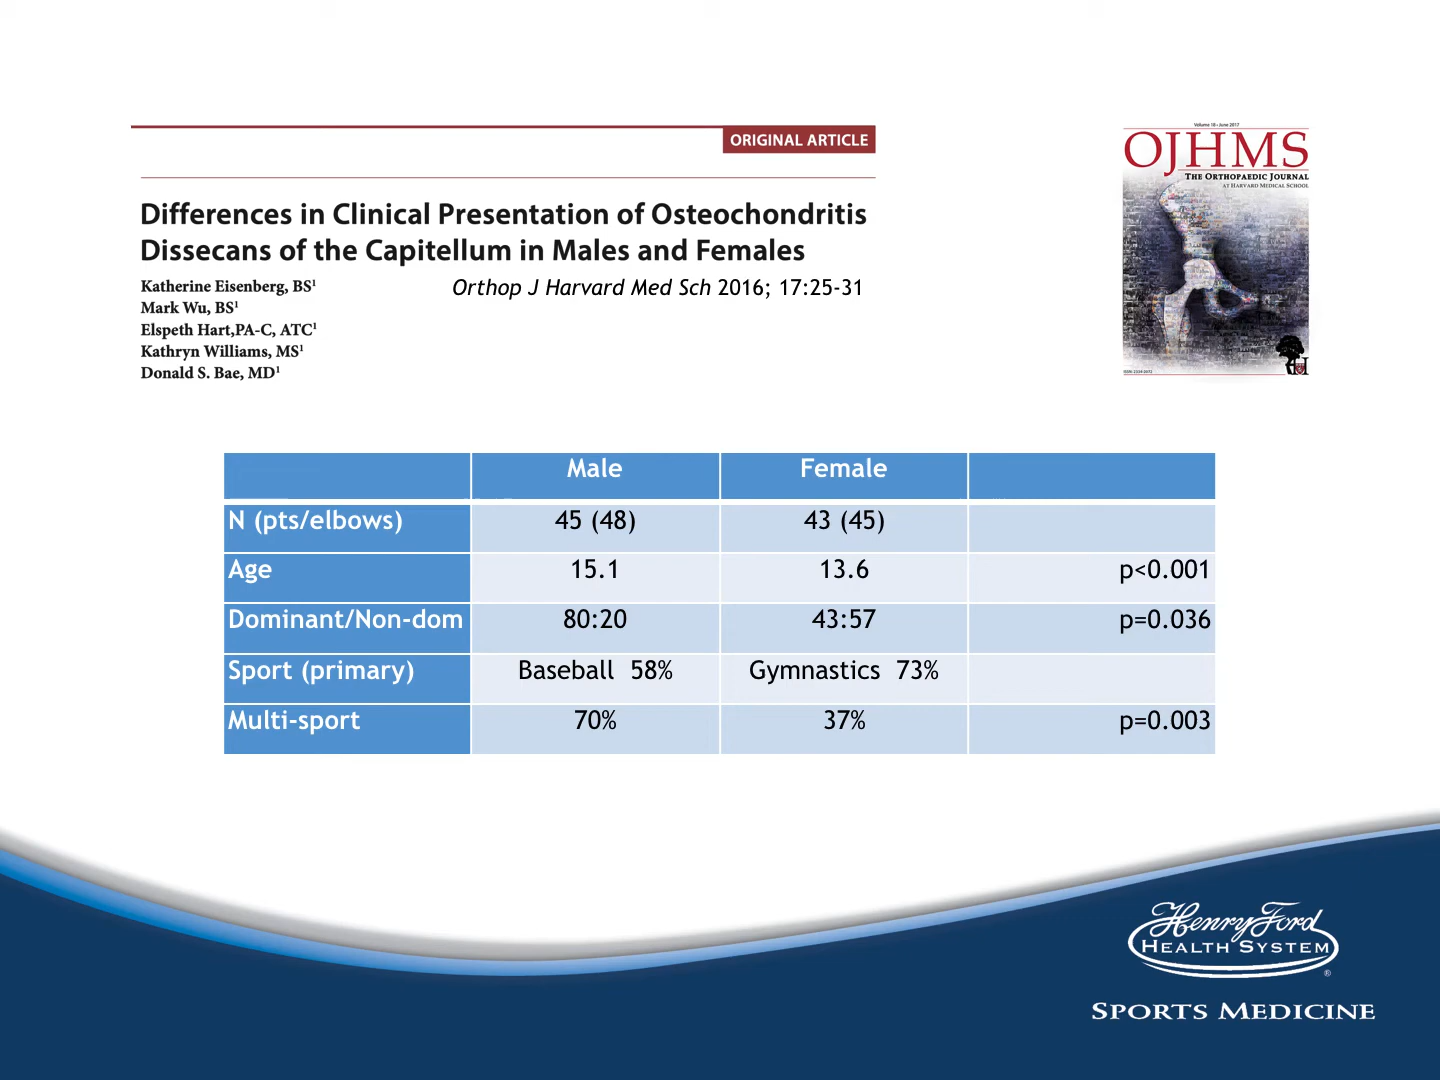 ORIGINAL ARTICLE
Differences in Clinical Presentation of Osteochondritis
Dissecans of the Capitellum in Males and Females
Katherine Eisenberg, BS¹
Mark Wu, BS¹
Elspeth Hart,PA-C, ATC¹
Kathryn Williams, MS¹
Donald S. Bae, MD¹
Orthop J Harvard Med Sch 2016; 17:25-31
Volume 18 • June 2017
OJHMS
The Orthopaedic Journal
at Harvard Medical School
Male Female
N (pts/elbows) 45 (48) 43 (45)
Age 15.1 13.6 p<0.001
Dominant/Non-dom 80:20 43:57 p=0.036
Sport (primary) Baseball 58% Gymnastics 73%
Multi-sport 70% 37% p=0.003
Henry Ford
HEALTH SYSTEM
®
SPORTS MEDICINE